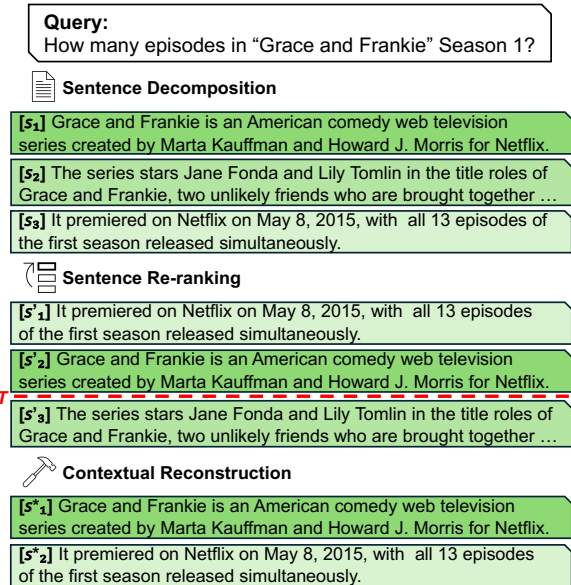 Query:
How many episodes in “Grace and Frankie” Season 1?
Sentence Decomposition
[s₁] Grace and Frankie is an American comedy web television
series created by Marta Kauffman and Howard J. Morris for Netflix.
[s₂] The series stars Jane Fonda and Lily Tomlin in the title roles of
Grace and Frankie, two unlikely friends who are brought together …
[s₃] It premiered on Netflix on May 8, 2015, with all 13 episodes of
the first season released simultaneously.
Sentence Re-ranking
[s'₁] It premiered on Netflix on May 8, 2015, with all 13 episodes
of the first season released simultaneously.
[s'₂] Grace and Frankie is an American comedy web television
series created by Marta Kauffman and Howard J. Morris for Netflix.
T
[s'₃] The series stars Jane Fonda and Lily Tomlin in the title roles of
Grace and Frankie, two unlikely friends who are brought together …
Contextual Reconstruction
[s*₁] Grace and Frankie is an American comedy web television
series created by Marta Kauffman and Howard J. Morris for Netflix.
[s*₂] It premiered on Netflix on May 8, 2015, with all 13 episodes
of the first season released simultaneously.